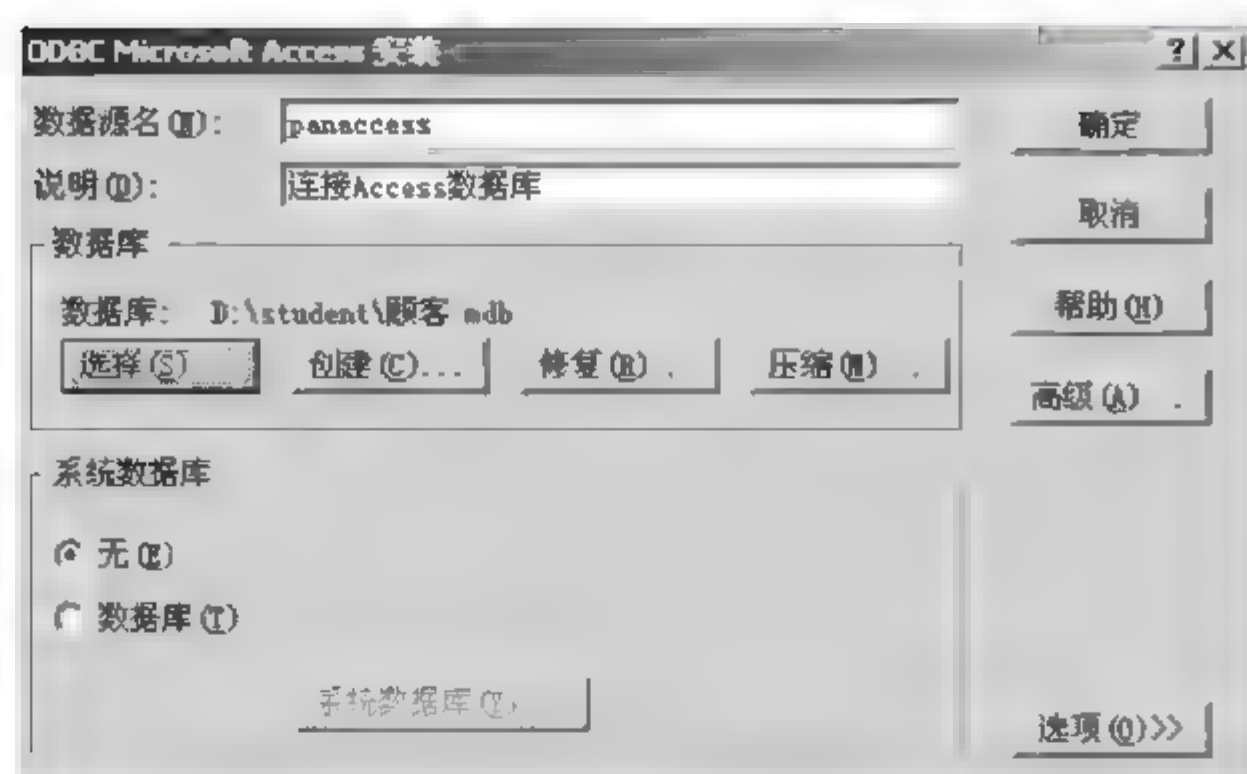 ODBC Microsoft Access 安装
数据源名(N): panaccess
确定
说明(D): 连接Access数据库
取消
数据库
数据库: D:\student\顾客 mdb
帮助(H)
选择(S)
创建(C)...
修复(R) .
压缩(M) .
高级(A) .
系统数据库
无(E)
数据库(T)
系统数据库(Y)
选项(O)>>